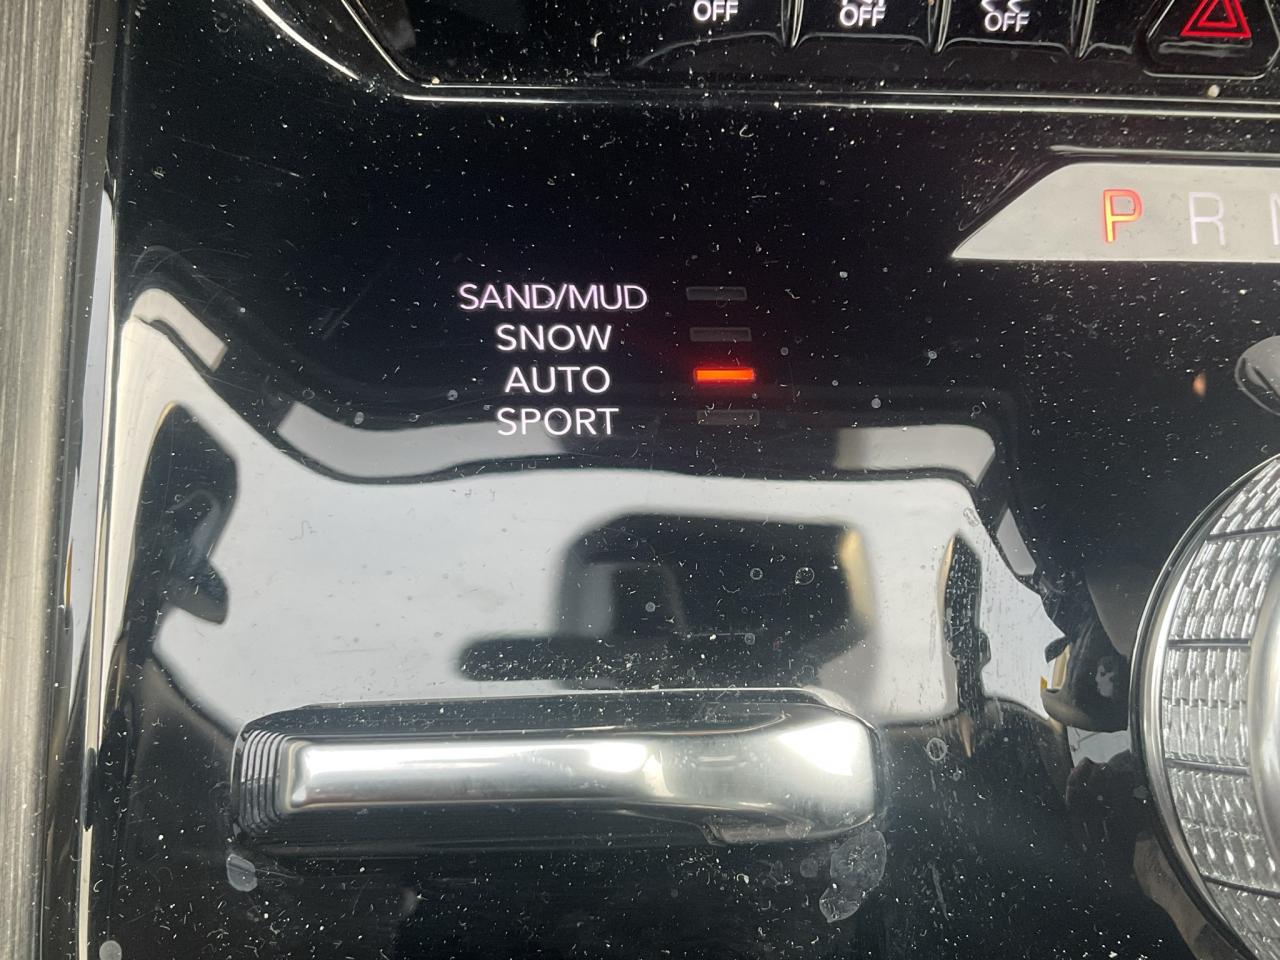 OFF OFF OFF
P R N
SAND/MUD
SNOW
AUTO
SPORT